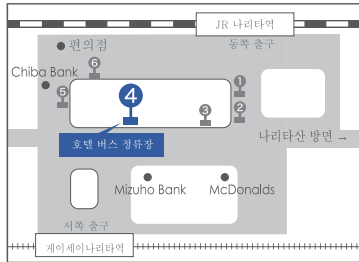 JR 나리타역
동쪽 출구
편의점
Chiba Bank
6
5
4
1
3
2
호텔 버스 정류장
나리타산 방면 →
Mizuho Bank
McDonalds
서쪽 출구
게이세이나리타역